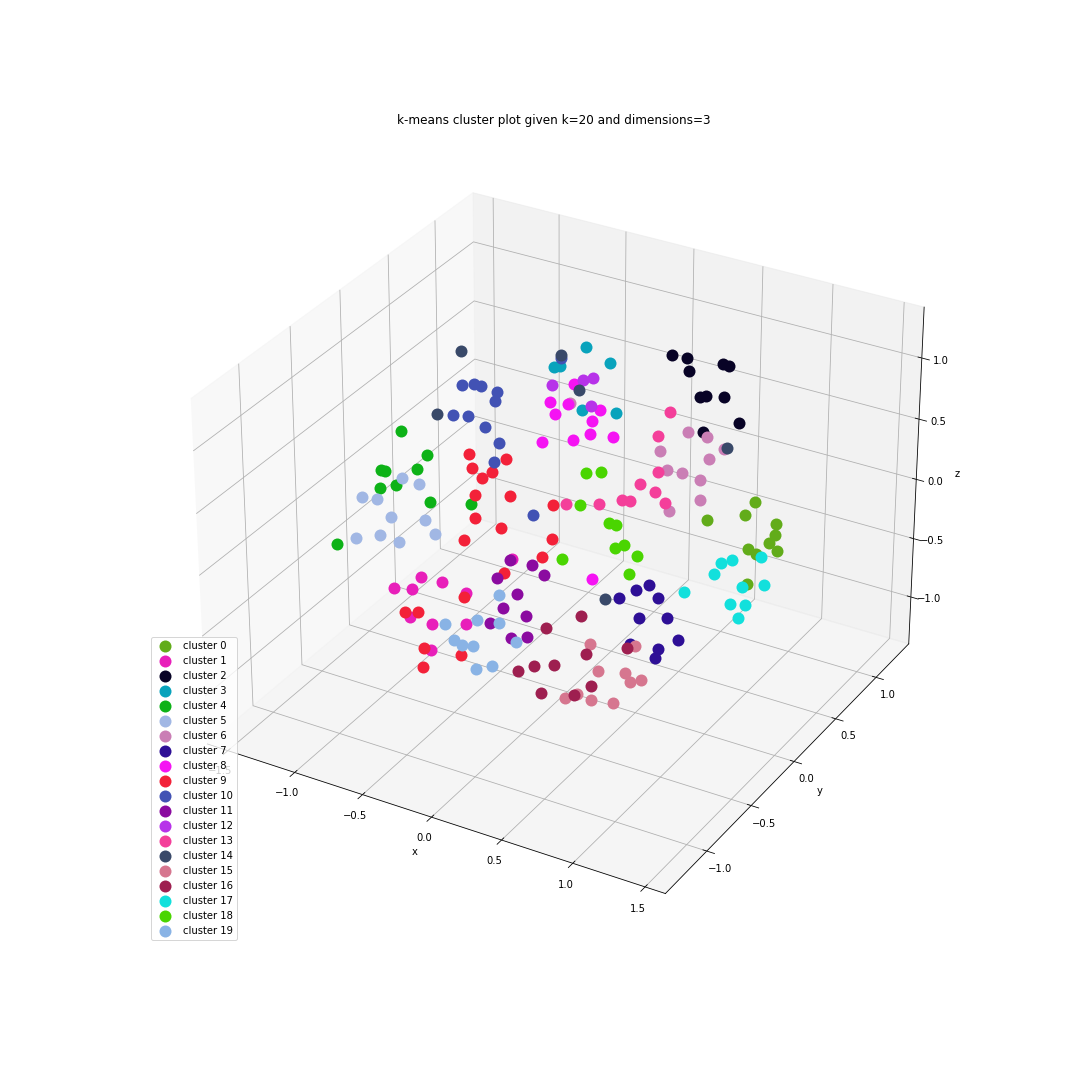 k-means cluster plot given k=20 and dimensions=3
1.0
0.5
0.0
z
−0.5
−1.0
cluster 0
cluster 1
cluster 2
cluster 3
cluster 4
cluster 5
cluster 6
cluster 7
cluster 8
cluster 9
cluster 10
cluster 11
cluster 12
cluster 13
cluster 14
cluster 15
cluster 16
cluster 17
cluster 18
cluster 19
−1.5
−1.0
−0.5
0.0
0.5
1.0
1.5
x
1.0
0.5
0.0
y
−0.5
−1.0